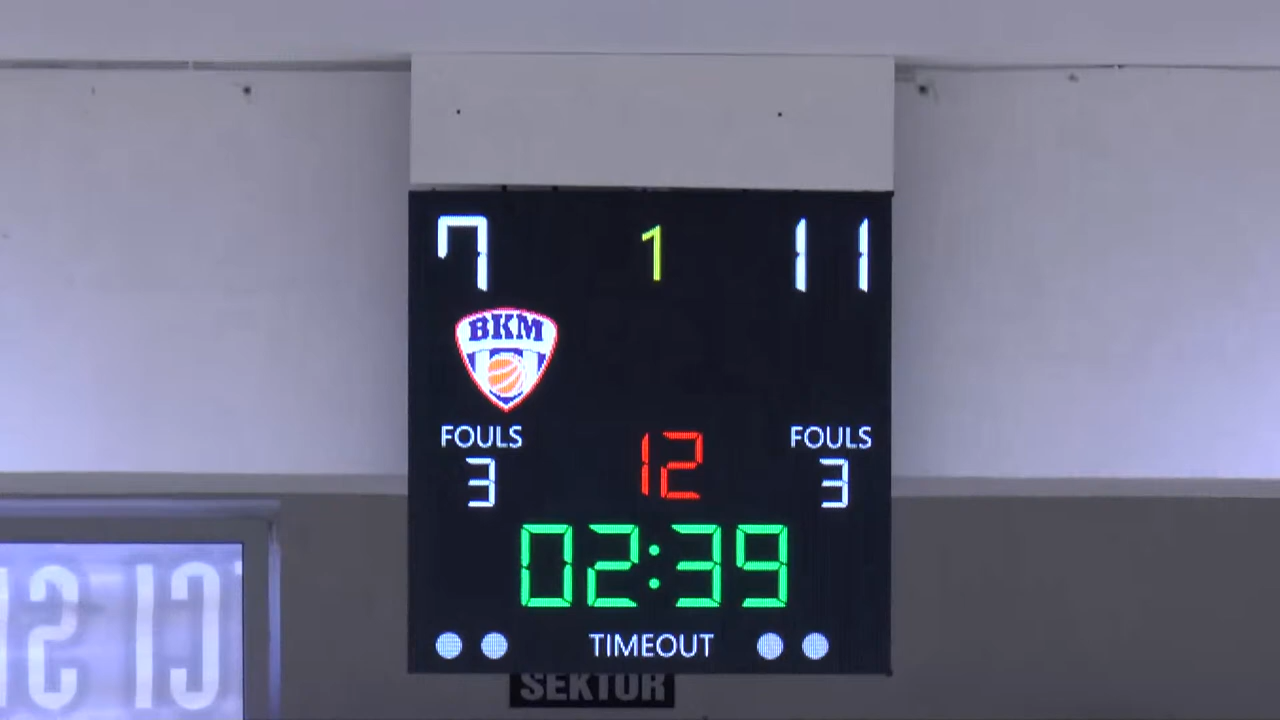 7 1 11
BKM
FOULS FOULS
3 12 3
02:39
TIMEOUT
SEKTOR